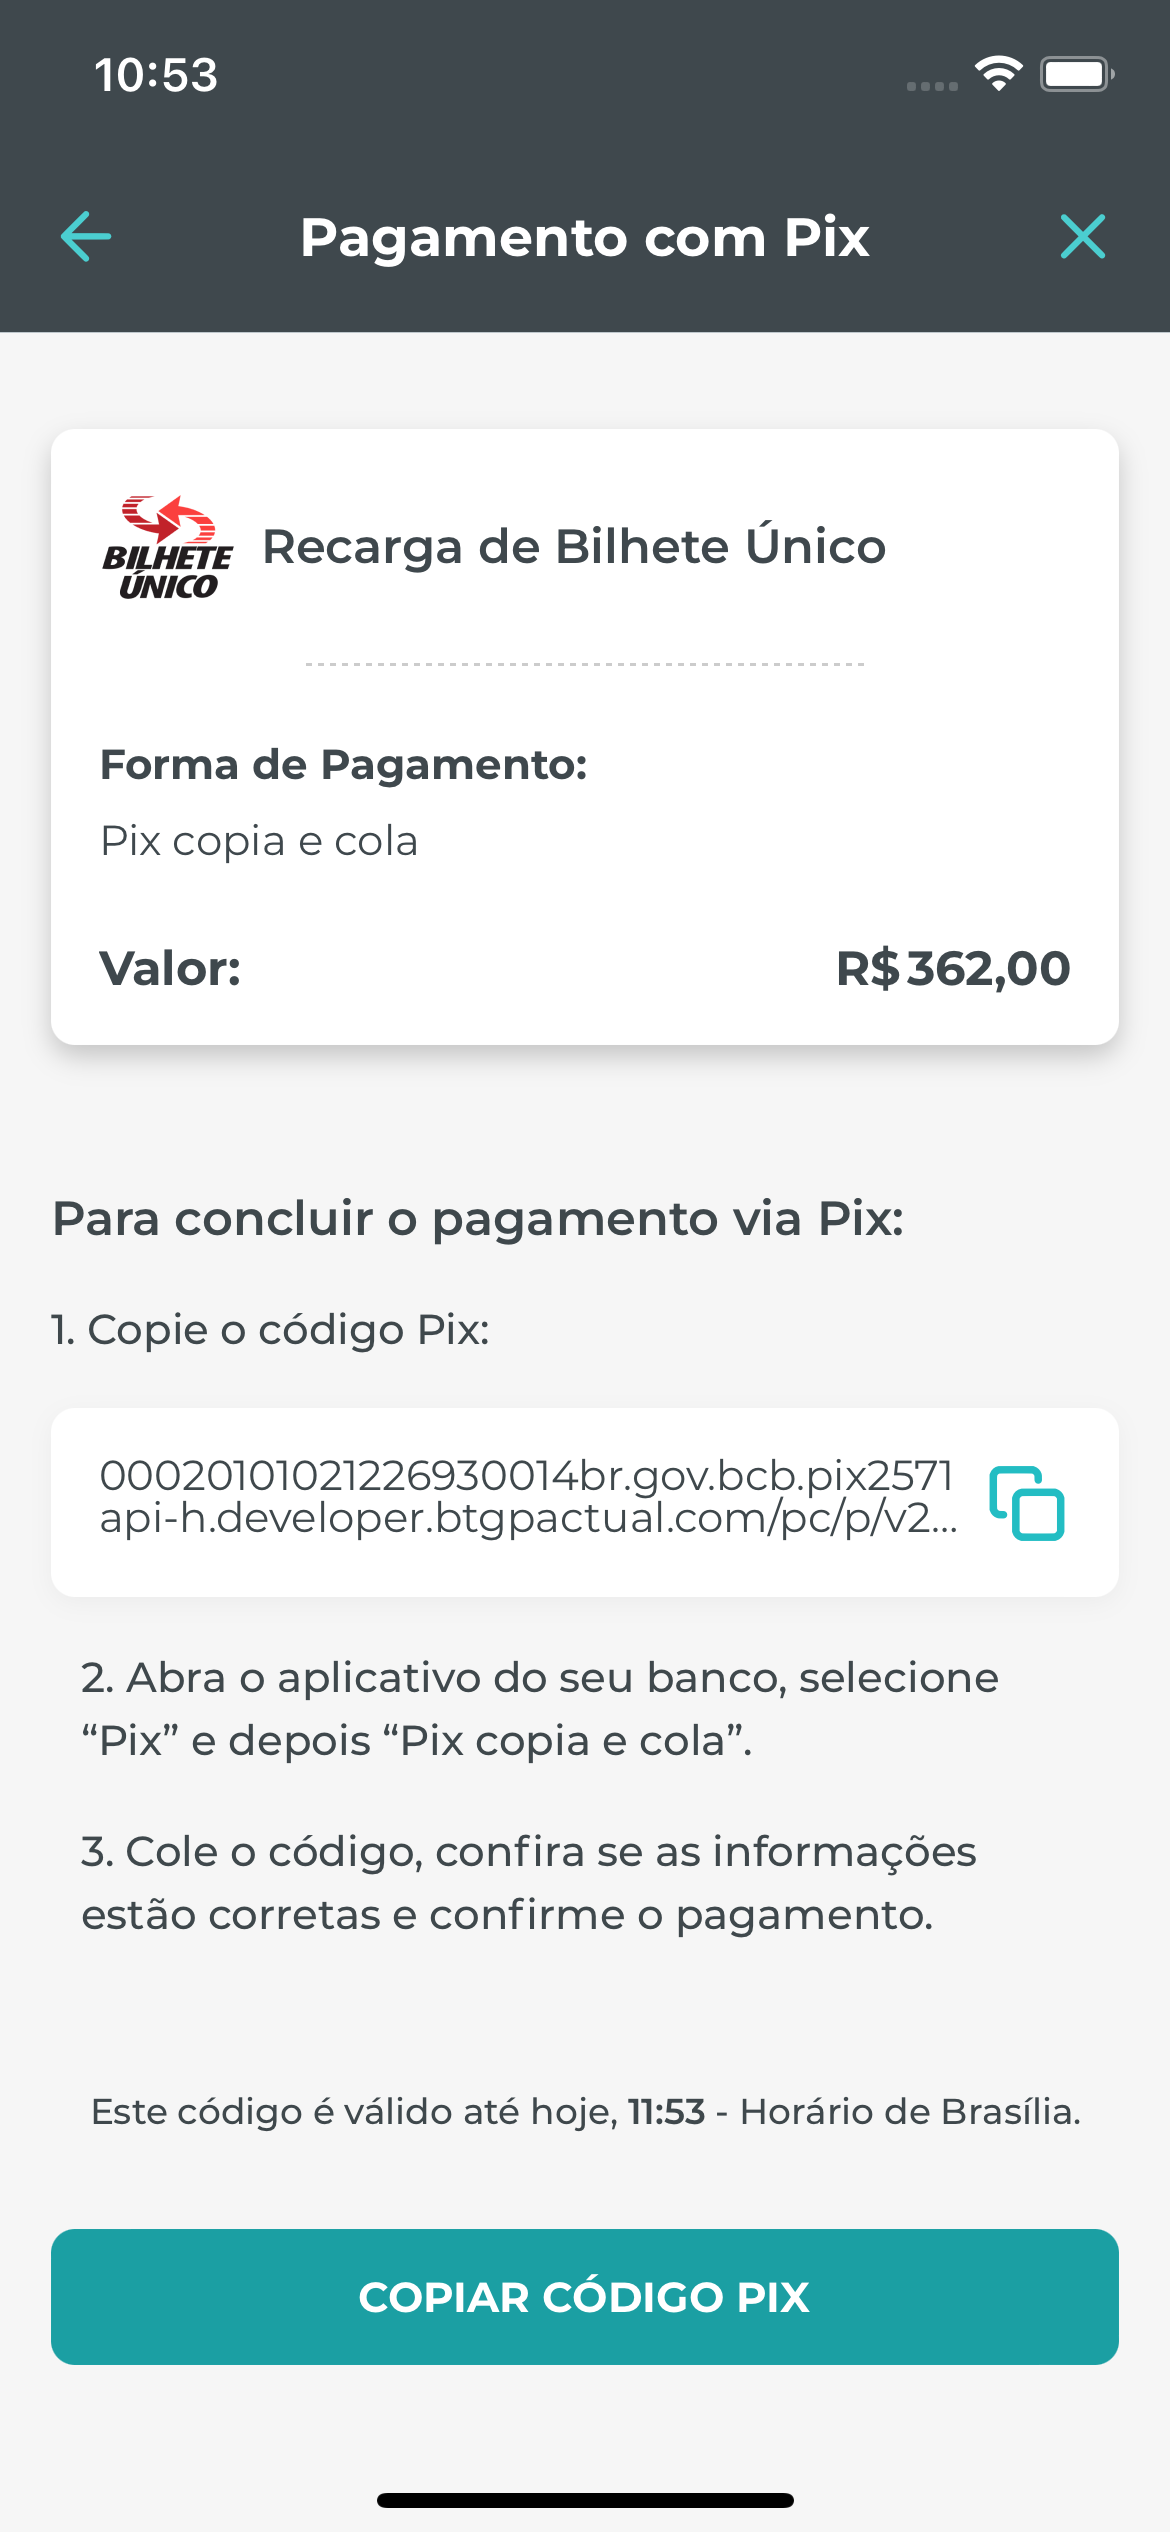 10:53
Pagamento com Pix
BILHETE
ÚNICO
Recarga de Bilhete Único
Forma de Pagamento:
Pix copia e cola
Valor:
R$ 362,00
Para concluir o pagamento via Pix:
1. Copie o código Pix:
00020101021226930014br.gov.bcb.pix2571
api-h.developer.btgpactual.com/pc/p/v2...
2. Abra o aplicativo do seu banco, selecione
“Pix” e depois “Pix copia e cola”.
3. Cole o código, confira se as informações
estão corretas e confirme o pagamento.
Este código é válido até hoje, 11:53 - Horário de Brasília.
COPIAR CÓDIGO PIX